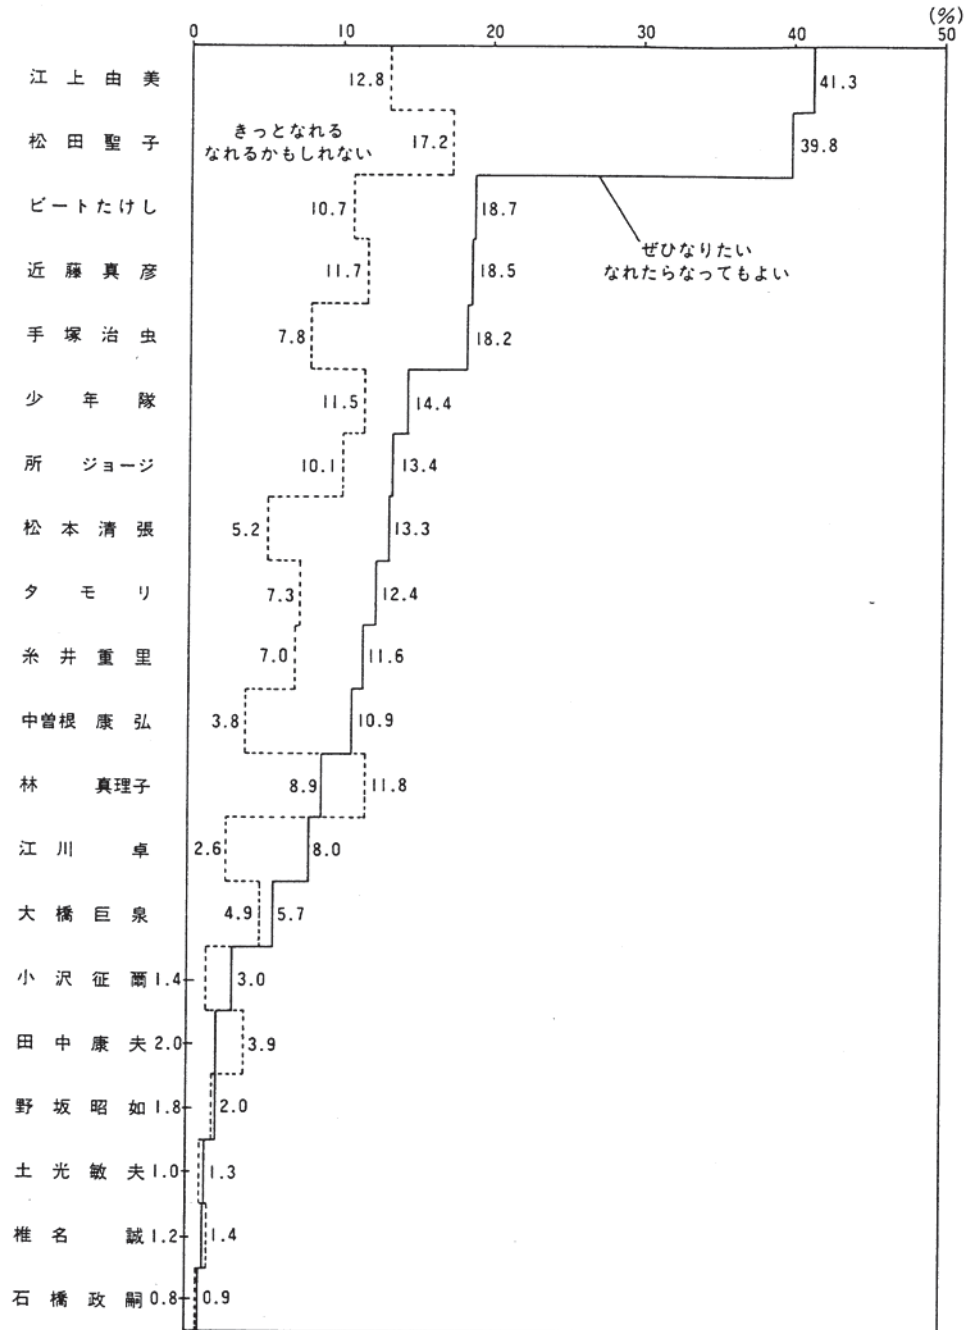 (%)
0 10 20 30 40 50
江上由美 12.8 41.3
きっとなれる
なれるかもしれない
松田聖子 17.2 39.8
ビートたけし 10.7 18.7
ぜひなりたい
なれたらなってもよい
近藤真彦 11.7 18.5
手塚治虫 7.8 18.2
少年隊 11.5 14.4
所ジョージ 10.1 13.4
松本清張 5.2 13.3
タモリ 7.3 12.4
糸井重里 7.0 11.6
中曽根康弘 3.8 10.9
林真理子 8.9 11.8
江川卓 2.6 8.0
大橋巨泉 4.9 5.7
小沢征爾 1.4 3.0
田中康夫 2.0 3.9
野坂昭如 1.8 2.0
土光敏夫 1.0 1.3
椎名誠 1.2 1.4
石橋政嗣 0.8 0.9